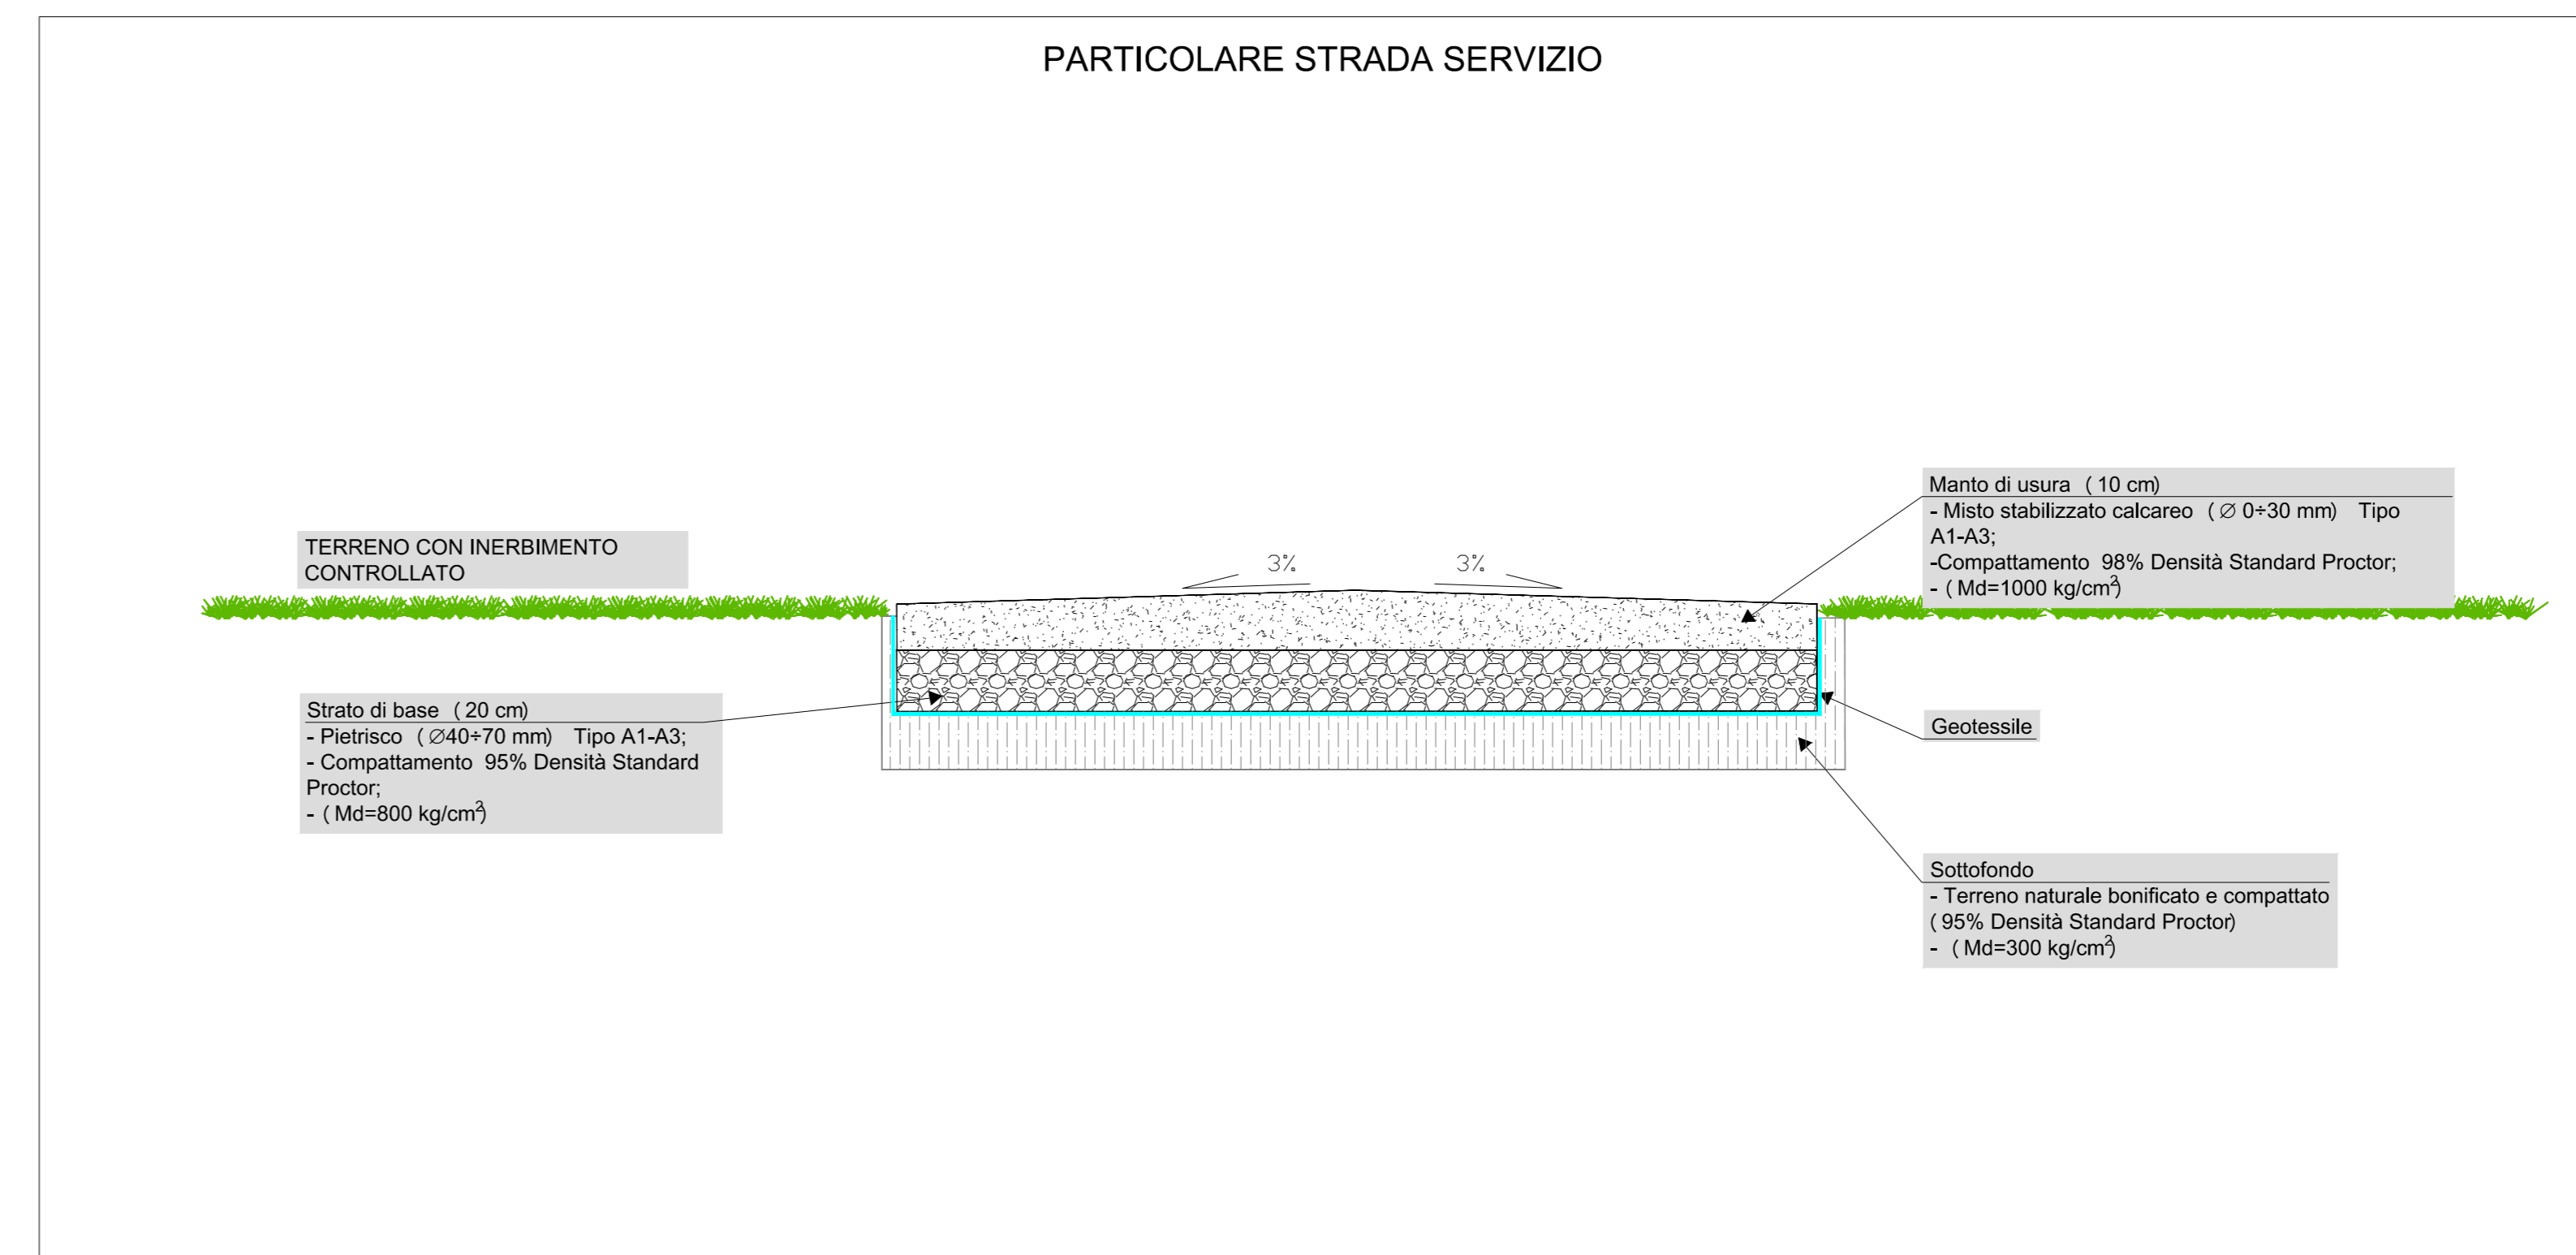 PARTICOLARE STRADA SERVIZIO
TERRENO CON INERBIMENTO
CONTROLLATO
3%
3%
Manto di usura (10 cm)
- Misto stabilizzato calcareo (∅ 0÷30 mm) Tipo
A1-A3;
-Compattamento 98% Densità Standard Proctor;
- (Md=1000 kg/cm²)
Strato di base (20 cm)
- Pietrisco (∅40÷70 mm) Tipo A1-A3;
- Compattamento 95% Densità Standard
Proctor;
- (Md=800 kg/cm²)
Geotessile
Sottofondo
- Terreno naturale bonificato e compattato
(95% Densità Standard Proctor)
- (Md=300 kg/cm²)